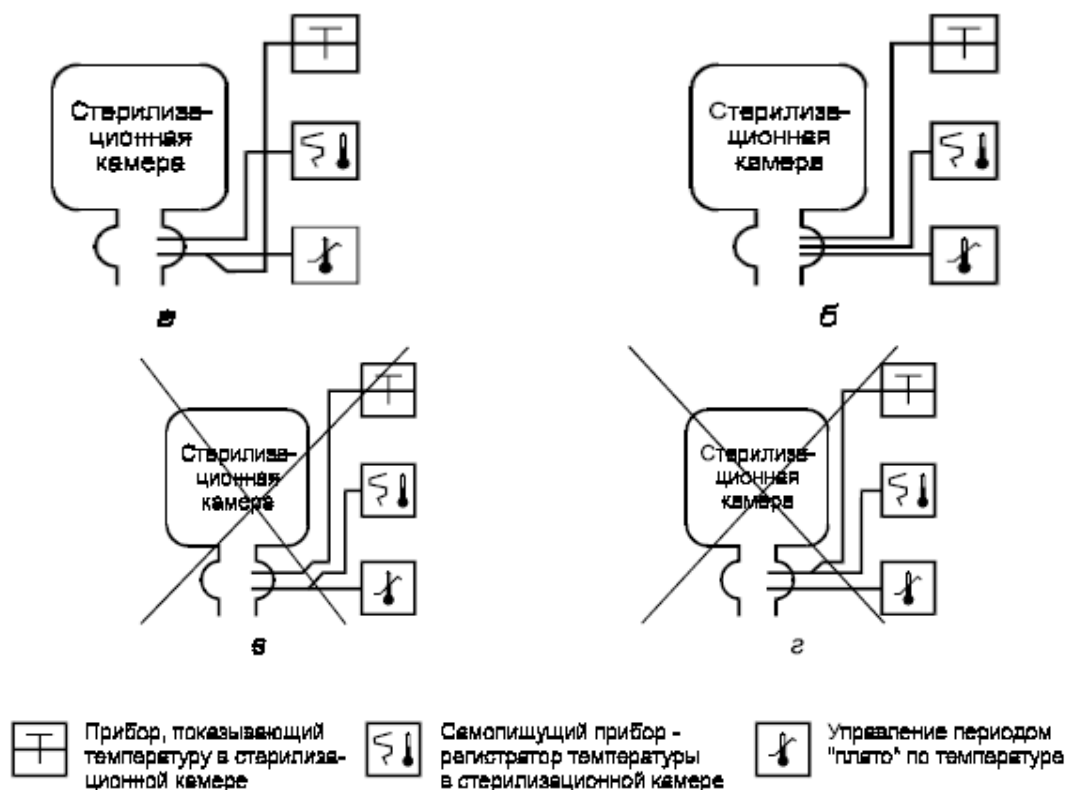 Стерилиза-
ционная
камера
T
а
Стерилиза-
ционная
камера
T
б
Стерилиза-
ционная
камера
T
в
Стерилиза-
ционная
камера
T
г
T
Прибор, показывающий
температуру в стерилиза-
ционной камере
Самопишущий прибор -
регистратор температуры
в стерилизационной камере
Управление периодом
"плато" по температуре